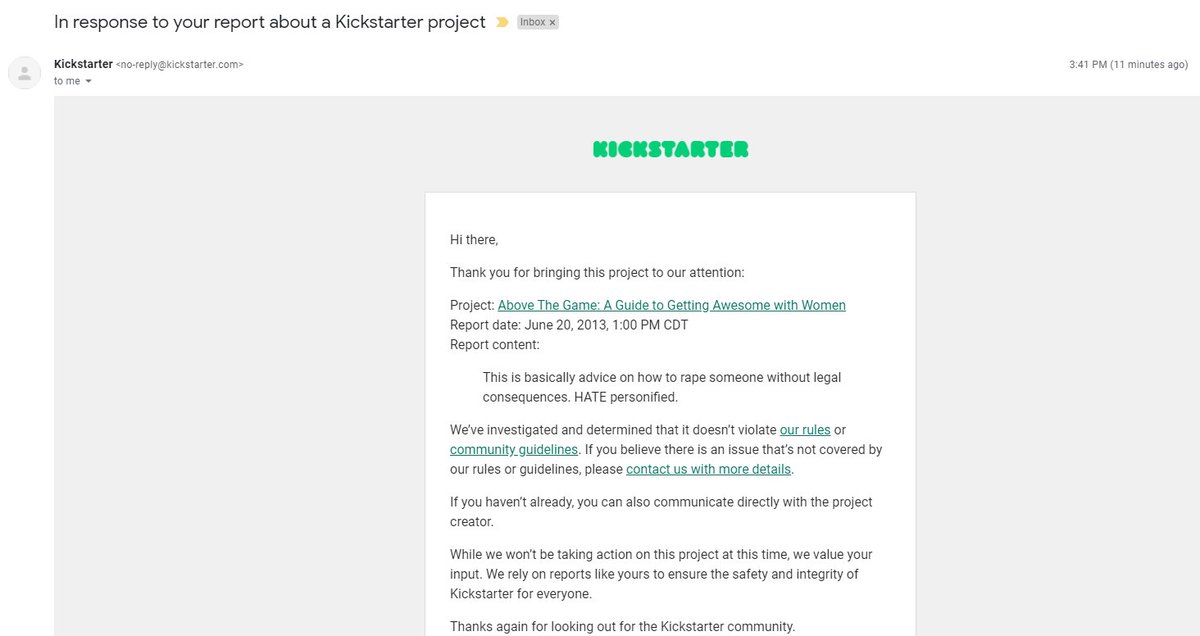 In response to your report about a Kickstarter project Inbox x
Kickstarter <no-reply@kickstarter.com> 3:41 PM (11 minutes ago)
to me
KICKSTARTER
Hi there,
Thank you for bringing this project to our attention:
Project: Above The Game: A Guide to Getting Awesome with Women
Report date: June 20, 2013, 1:00 PM CDT
Report content:
This is basically advice on how to rape someone without legal
consequences. HATE personified.
We’ve investigated and determined that it doesn’t violate our rules or
community guidelines. If you believe there is an issue that’s not covered by
our rules or guidelines, please contact us with more details.
If you haven’t already, you can also communicate directly with the project
creator.
While we won’t be taking action on this project at this time, we value your
input. We rely on reports like yours to ensure the safety and integrity of
Kickstarter for everyone.
Thanks again for looking out for the Kickstarter community.